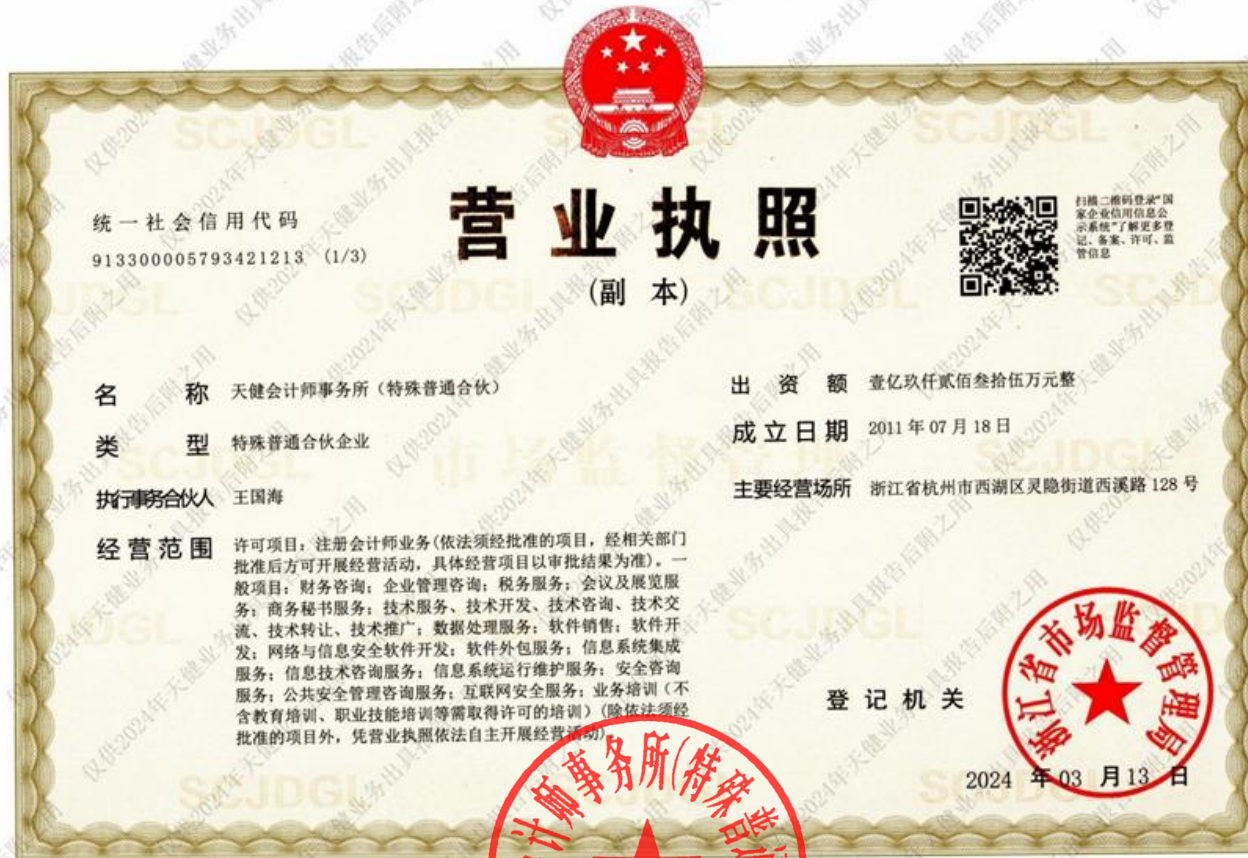 营业执照
(副 本)
统一社会信用代码
913300005793421213 (1/3)
扫描二维码登录“国
家企业信用信息公
示系统”了解更多登
记、备案、许可、监
管信息
名 称 天健会计师事务所（特殊普通合伙）
类 型 特殊普通合伙企业
执行事务合伙人 王国海
经营范围 许可项目：注册会计师业务(依法须经批准的项目，经相关部门
批准后方可开展经营活动，具体经营项目以审批结果为准)。一
般项目：财务咨询；企业管理咨询；税务服务；会议及展览服
务；商务秘书服务；技术服务、技术开发、技术咨询、技术交
流、技术转让、技术推广；数据处理服务；软件销售；软件开
发；网络与信息安全软件开发；软件外包服务；信息系统集成
服务；信息技术咨询服务；信息系统运行维护服务；安全咨询
服务；公共安全管理咨询服务；互联网安全服务；业务培训（不
含教育培训、职业技能培训等需取得许可的培训）(除依法须经
批准的项目外，凭营业执照依法自主开展经营活动)。
出 资 额 壹亿玖仟贰佰叁拾伍万元整
成立日期 2011年07月18日
主要经营场所 浙江省杭州市西湖区灵隐街道西溪路128号
登记机关
浙江省市场监督管理局
2024 年 03 月 13 日
计师事务所(特殊普通
市场监督管理
SCJDGL
仅供2024年天健业务出具报告后附之用